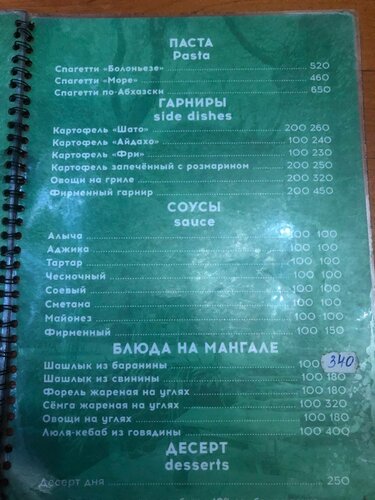 ПАСТА
Pasta
Спагетти «Болоньезе» 520
Спагетти «Море» 460
Спагетти по-Абхазски 650
ГАРНИРЫ
side dishes
Картофель «Шато» 200 260
Картофель «Айдахо» 100 230
Картофель «Фри» 100 230
Картофель запечённый с розмарином 200 250
Овощи на гриле 200 320
Фирменный гарнир 200 450
СОУСЫ
sauce
Алыча 100 100
Аджика 100 100
Тартар 100 100
Чесночный 100 100
Соевый 100 100
Сметана 100 100
Майонез 100 100
Фирменный 100 150
БЛЮДА НА МАНГАЛЕ
Шашлык из баранины 100 340
Шашлык из свинины 100 180
Форель жареная на углях 100 180
Сёмга жареная на углях 100 320
Овощи на углях 100 180
Люля-кебаб из говядины 100 400
ДЕСЕРТ
desserts
Десерт дня 250